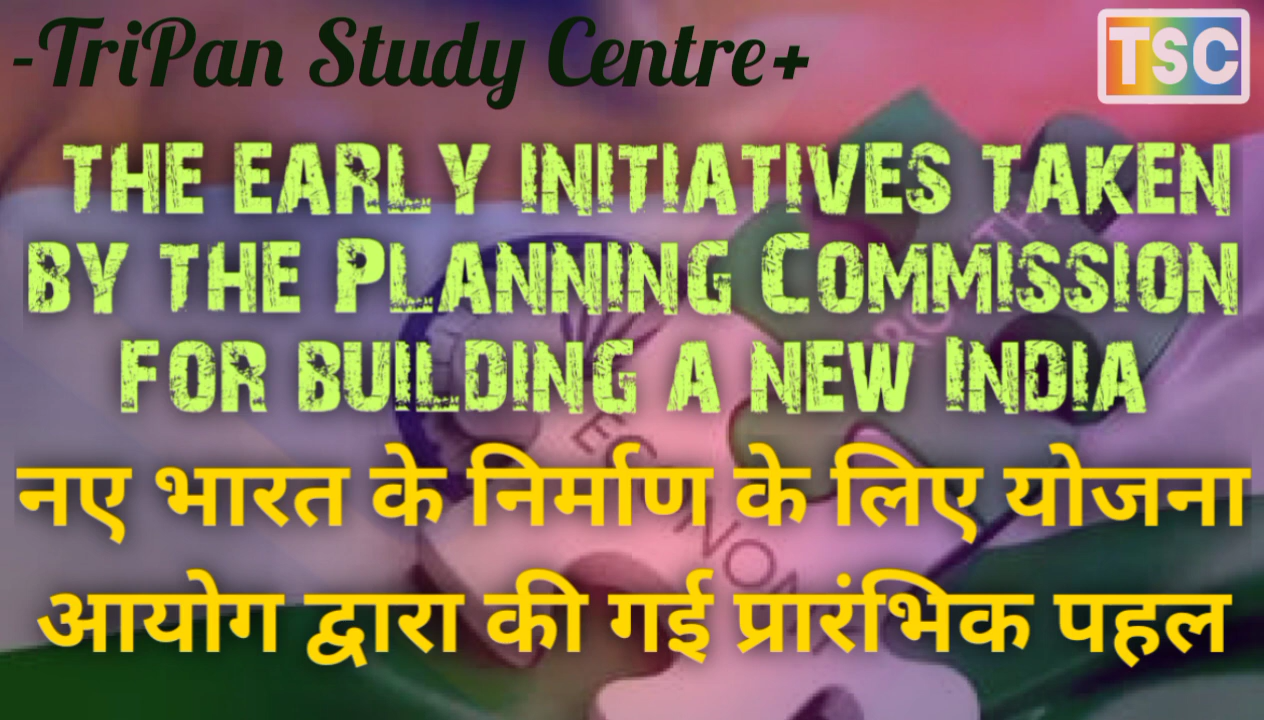 -TriPan Study Centre+
TSC
THE EARLY INITIATIVES TAKEN
BY THE PLANNING COMMISSION
FOR BUILDING A NEW INDIA
नए भारत के निर्माण के लिए योजना
आयोग द्वारा की गई प्रारंभिक पहल
ECONOMY